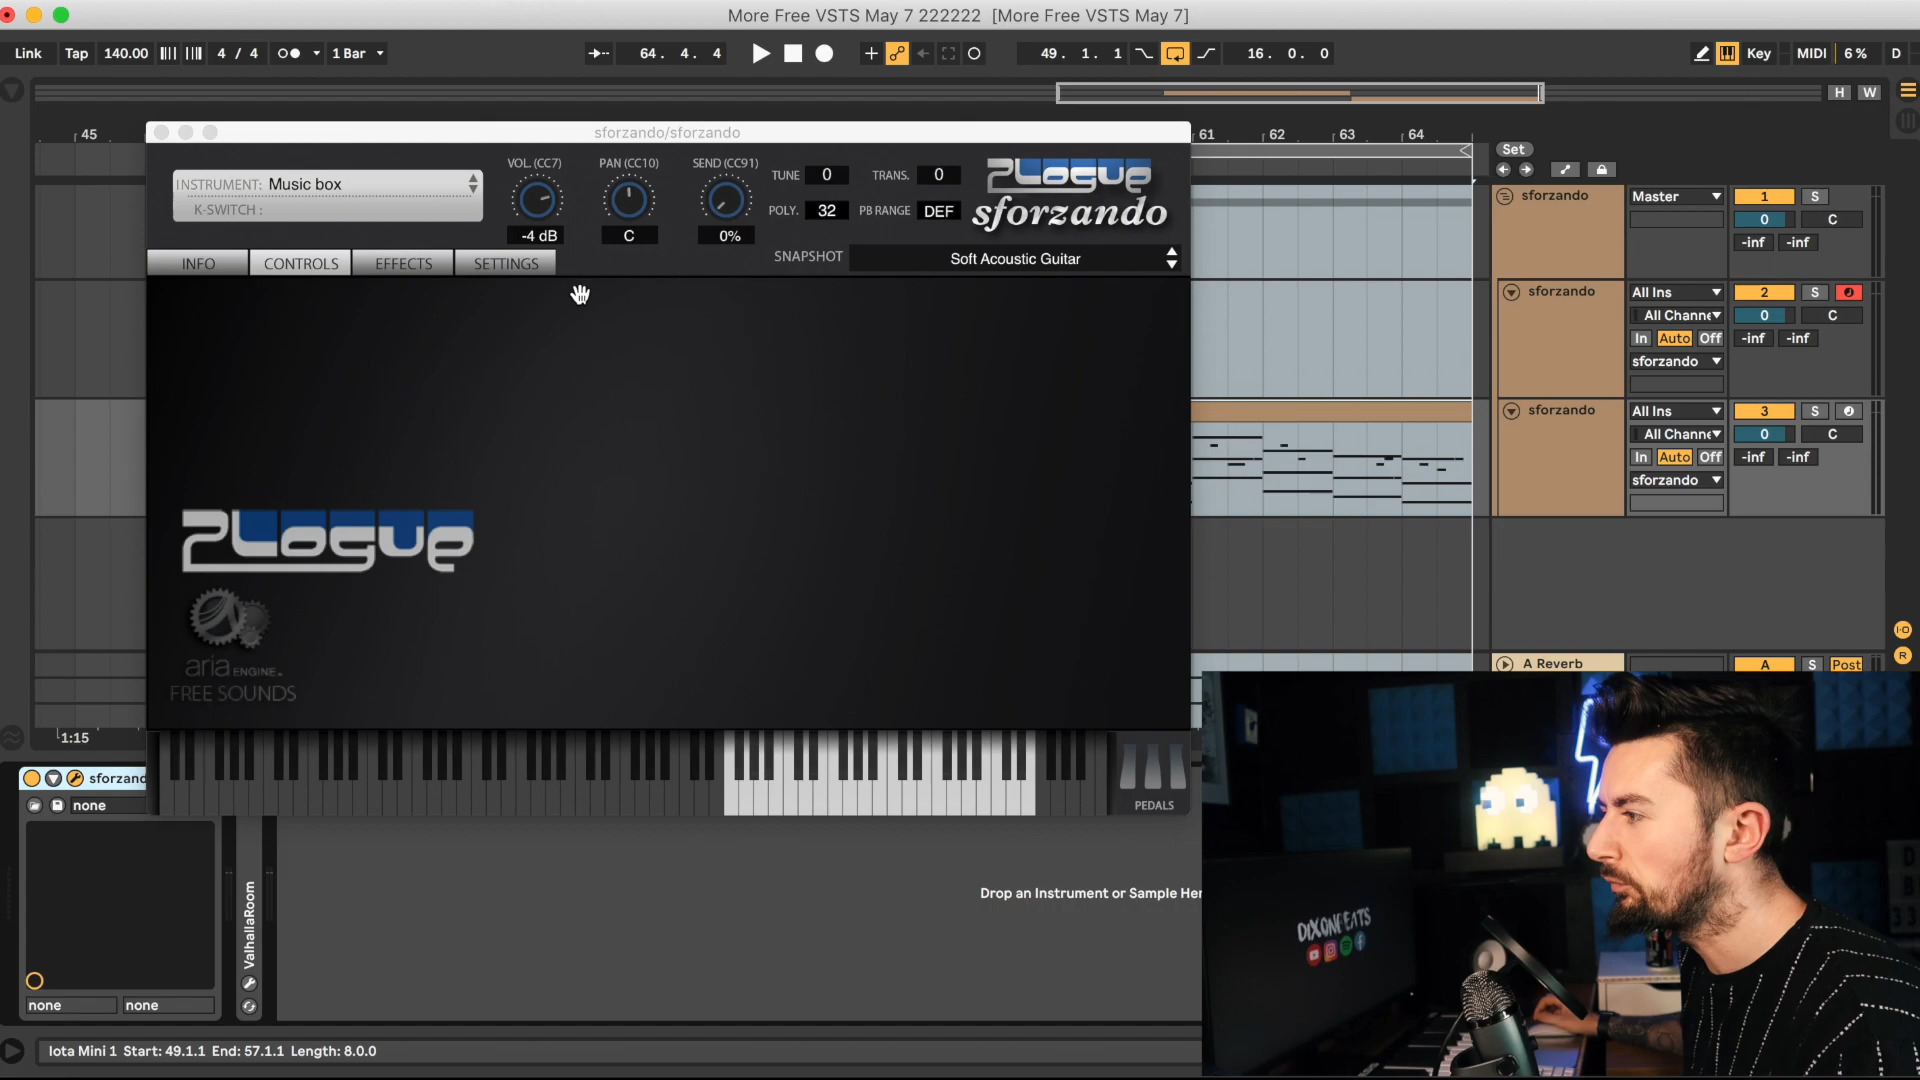 More Free VSTS May 7 222222 [More Free VSTS May 7]
Link Tap 140.00 4 / 4 1 Bar 64. 4. 4 49. 1. 1 16. 0. 0 Key MIDI 6 % D
H W
45 61 62 63 64
sforzando/sforzando
Set
INSTRUMENT: Music box
K-SWITCH :
VOL. (CC7) PAN (CC10) SEND (CC91)
-4 dB C 0%
TUNE 0 TRANS. 0
POLY. 32 PB RANGE DEF
Plogue
sforzando
SNAPSHOT Soft Acoustic Guitar
INFO CONTROLS EFFECTS SETTINGS
sforzando Master 1 S
0 C
-inf -inf
sforzando All Ins 2 S
All Channe 0 C
In Auto Off -inf -inf
sforzando
sforzando All Ins 3 S
All Channe 0 C
In Auto Off -inf -inf
sforzando
Plogue
aria ENGINE
FREE SOUNDS
A Reverb A S Post
I·O
R
1:15
PEDALS
sforzand
none
ValhallaRoom
Drop an Instrument or Sample Her
none none
DIXONBEATS
Iota Mini 1 Start: 49.1.1 End: 57.1.1 Length: 8.0.0